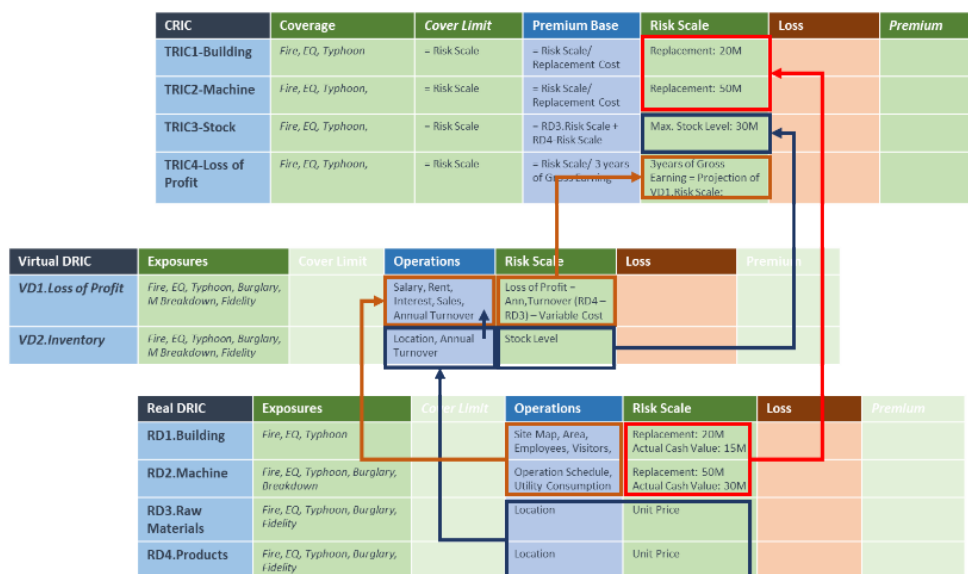 CRIC Coverage Cover Limit Premium Base Risk Scale Loss Premium
TRIC1-Building Fire, EQ, Typhoon = Risk Scale = Risk Scale/ Replacement: 20M
Replacement Cost
TRIC2-Machine Fire, EQ, Typhoon, = Risk Scale = Risk Scale/ Replacement: 50M
Replacement Cost
TRIC3-Stock Fire, EQ, Typhoon, = Risk Scale = RD3.Risk Scale + Max. Stock Level: 30M
RD4-Risk Scale
TRIC4-Loss of Fire, EQ, Typhoon, = Risk Scale = Risk Scale/ 3 years 3years of Gross
Profit of Gross Earning Earning = Projection of
VD1.Risk Scale:
Virtual DRIC Exposures Cover Limit Operations Risk Scale Loss Premium
VD1.Loss of Profit Fire, EQ, Typhoon, Burglary, Salary, Rent, Loss of Profit =
M Breakdown, Fidelity Interest, Sales, Ann,Turnover (RD4 –
Annual Turnover RD3) – Variable Cost
VD2.Inventory Fire, EQ, Typhoon, Burglary, Location, Annual Stock Level
M Breakdown, Fidelity Turnover
Real DRIC Exposures Cover Limit Operations Risk Scale Loss Premium
RD1.Building Fire, EQ, Typhoon Site Map, Area, Replacement: 20M
Employees, Visitors, Actual Cash Value: 15M
RD2.Machine Fire, EQ, Typhoon, Burglary, Operation Schedule, Replacement: 50M
Breakdown Utility Consumption Actual Cash Value: 30M
RD3.Raw Fire, EQ, Typhoon, Burglary, Location Unit Price
Materials Fidelity
RD4.Products Fire, EQ, Typhoon, Burglary, Location Unit Price
Fidelity